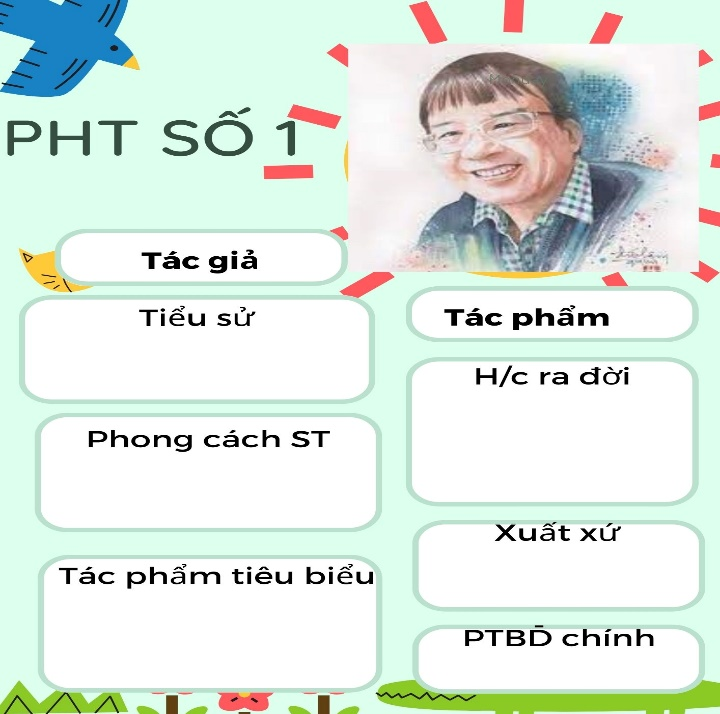 PHT SỐ 1
Tác giả
Tiểu sử
Phong cách ST
Tác phẩm tiêu biểu
Tác phẩm
H/c ra đời
Xuất xứ
PTBĐ chính